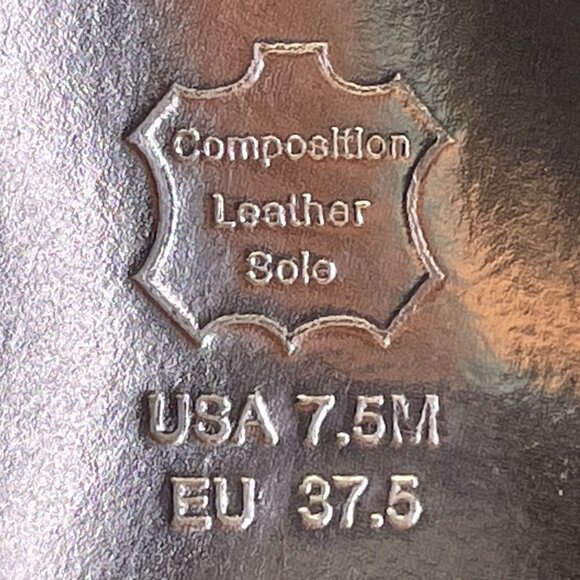 Composition
Leather
Sole
USA 7.5M
EU 37.5